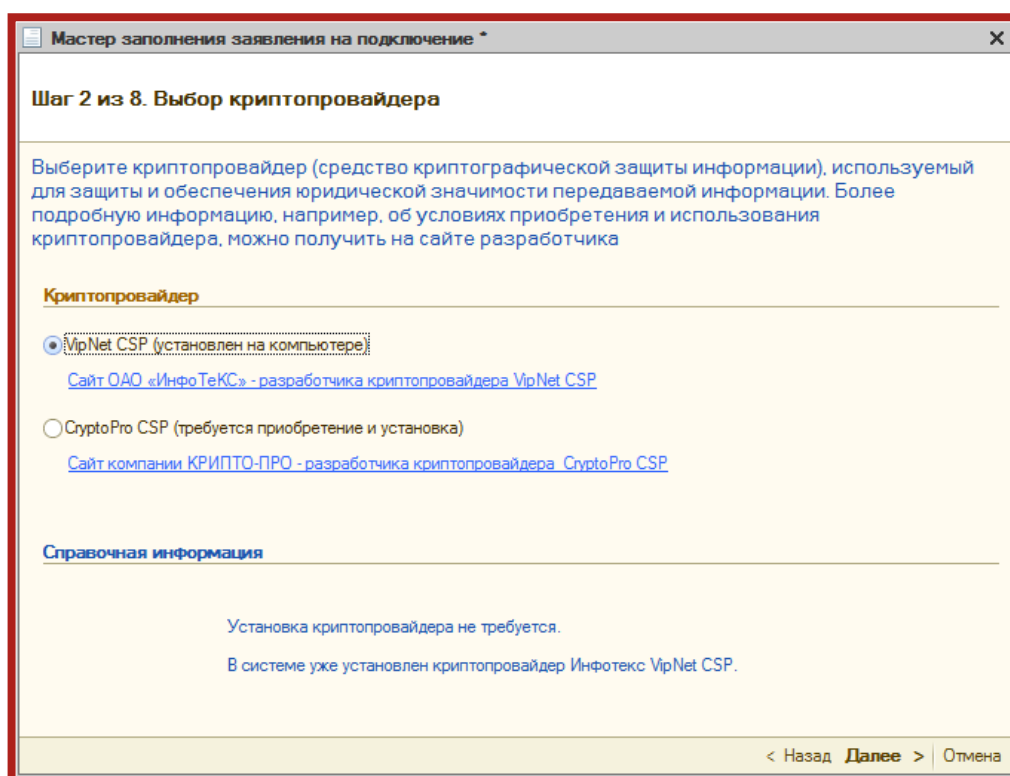 Мастер заполнения заявления на подключение *
Шаг 2 из 8. Выбор криптопровайдера
Выберите криптопровайдер (средство криптографической защиты информации), используемый
для защиты и обеспечения юридической значимости передаваемой информации. Более
подробную информацию, например, об условиях приобретения и использования
криптопровайдера, можно получить на сайте разработчика
Криптопровайдер
VipNet CSP (установлен на компьютере)
Сайт ОАО «ИнфоТеКС» - разработчика криптопровайдера VipNet CSP
CryptoPro CSP (требуется приобретение и установка)
Сайт компании КРИПТО-ПРО - разработчика криптопровайдера CryptoPro CSP
Справочная информация
Установка криптопровайдера не требуется.
В системе уже установлен криптопровайдер Инфотекс VipNet CSP.
< Назад Далее > Отмена